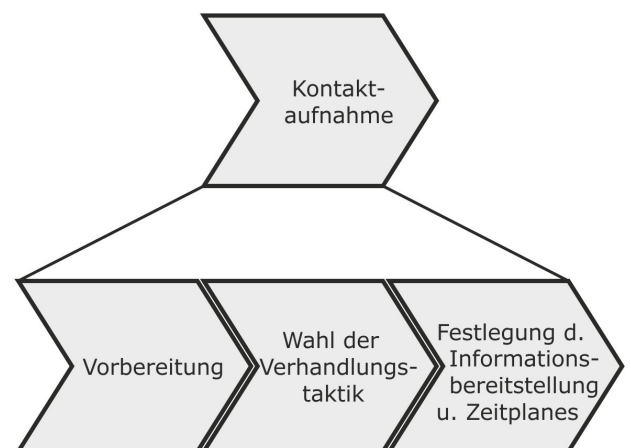 Kontakt-
aufnahme
Vorbereitung
Wahl der
Verhandlungs-
taktik
Festlegung d.
Informations-
bereitstellung
u. Zeitplanes